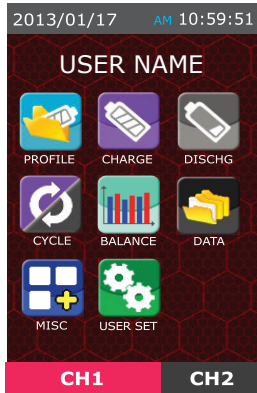 2013/01/17 AM 10:59:51
USER NAME
PROFILE CHARGE DISCHG
CYCLE BALANCE DATA
MISC USER SET
CH1 CH2